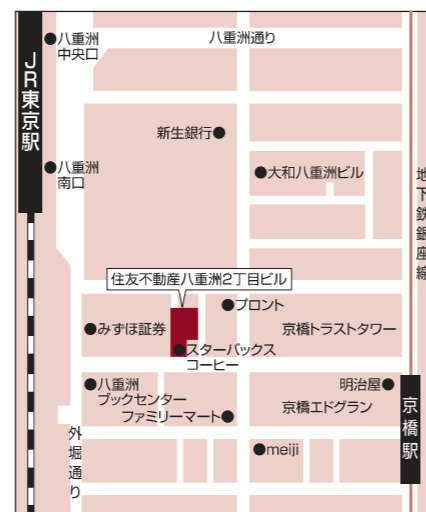 ●八重洲
中央口
八重洲通り
JR東京駅
新生銀行●
●八重洲
南口
●大和八重洲ビル
地下鉄銀座線
住友不動産八重洲2丁目ビル
●プロント
●みずほ証券
京橋トラストタワー
●スターバックス
コーヒー
●八重洲
ブックセンター
ファミリーマート●
明治屋●
京橋エドグラン
京橋駅
外堀通り
●meiji